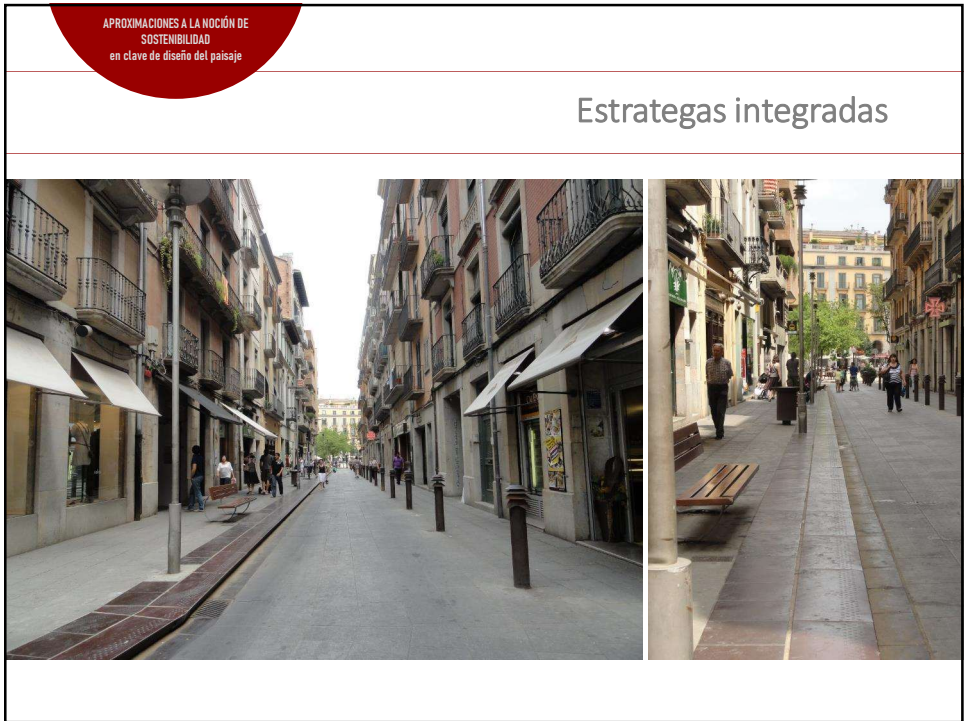 APROXIMACIONES A LA NOCIÓN DE
SOSTENIBILIDAD
en clave de diseño del paisaje
Estrategas integradas